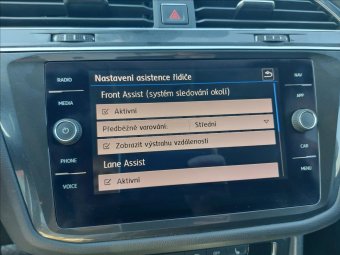 Nastavení asistence řidiče
Front Assist (systém sledování okolí)
Aktivní
Předběžné varování: Střední
Zobrazit výstrahu vzdálenosti
Lane Assist
Aktivní
RADIO
MEDIA
PHONE
VOICE
NAV
APP
CAR
MENU